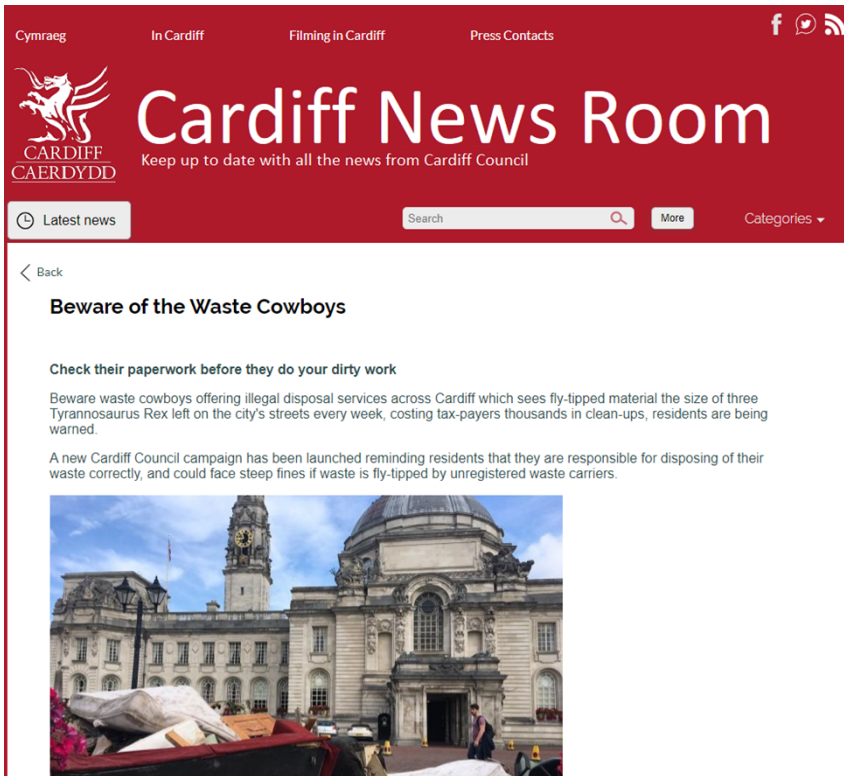 Cymraeg In Cardiff Filming in Cardiff Press Contacts
CARDIFF
CAERDYDD
Cardiff News Room
Keep up to date with all the news from Cardiff Council
Latest news Search More Categories
Back
Beware of the Waste Cowboys
Check their paperwork before they do your dirty work
Beware waste cowboys offering illegal disposal services across Cardiff which sees fly-tipped material the size of three
Tyrannosaurus Rex left on the city's streets every week, costing tax-payers thousands in clean-ups, residents are being
warned.
A new Cardiff Council campaign has been launched reminding residents that they are responsible for disposing of their
waste correctly, and could face steep fines if waste is fly-tipped by unregistered waste carriers.